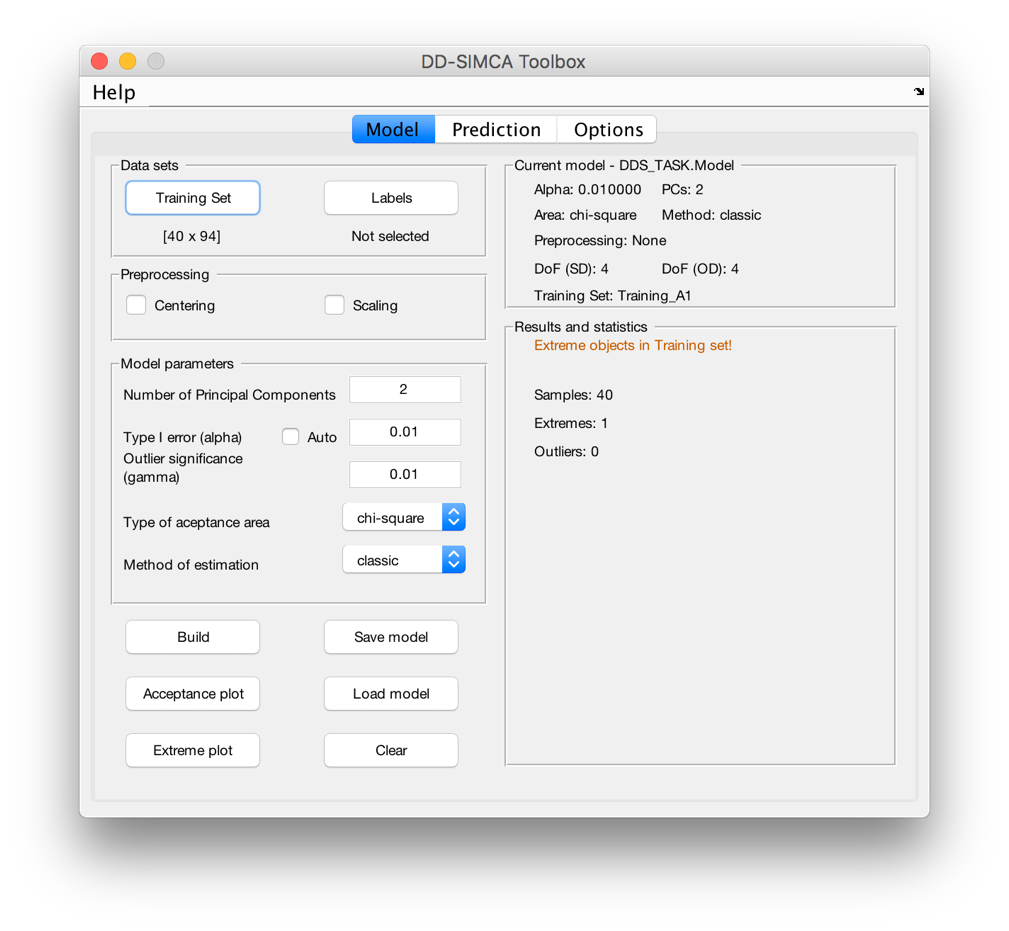 DD-SIMCA Toolbox
Help
Model Prediction Options
Data sets
Training Set Labels
[40 x 94] Not selected
Preprocessing
Centering Scaling
Model parameters
Number of Principal Components 2
Type I error (alpha) Auto 0.01
Outlier significance
(gamma) 0.01
Type of aceptance area chi-square
Method of estimation classic
Build Save model
Acceptance plot Load model
Extreme plot Clear
Current model - DDS_TASK.Model
Alpha: 0.010000 PCs: 2
Area: chi-square Method: classic
Preprocessing: None
DoF (SD): 4 DoF (OD): 4
Training Set: Training_A1
Results and statistics
Extreme objects in Training set!
Samples: 40
Extremes: 1
Outliers: 0